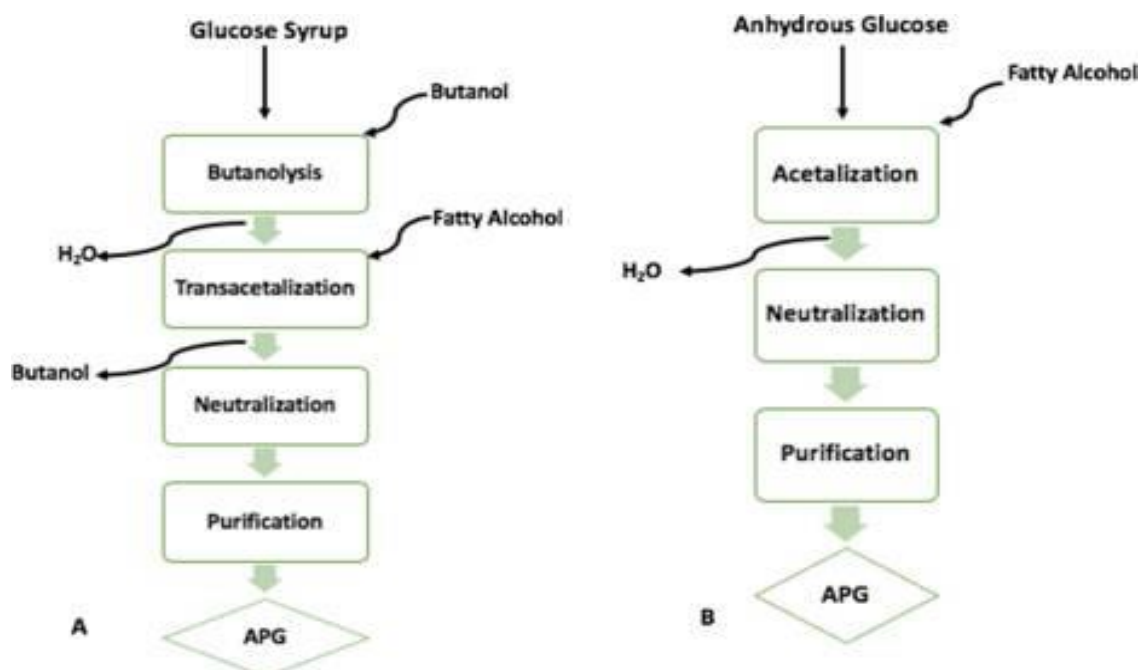 Glucose Syrup
Butanol
Butanolysis
H₂O
Fatty Alcohol
Transacetalization
Butanol
Neutralization
Purification
APG
A
Anhydrous Glucose
Fatty Alcohol
Acetalization
H₂O
Neutralization
Purification
APG
B